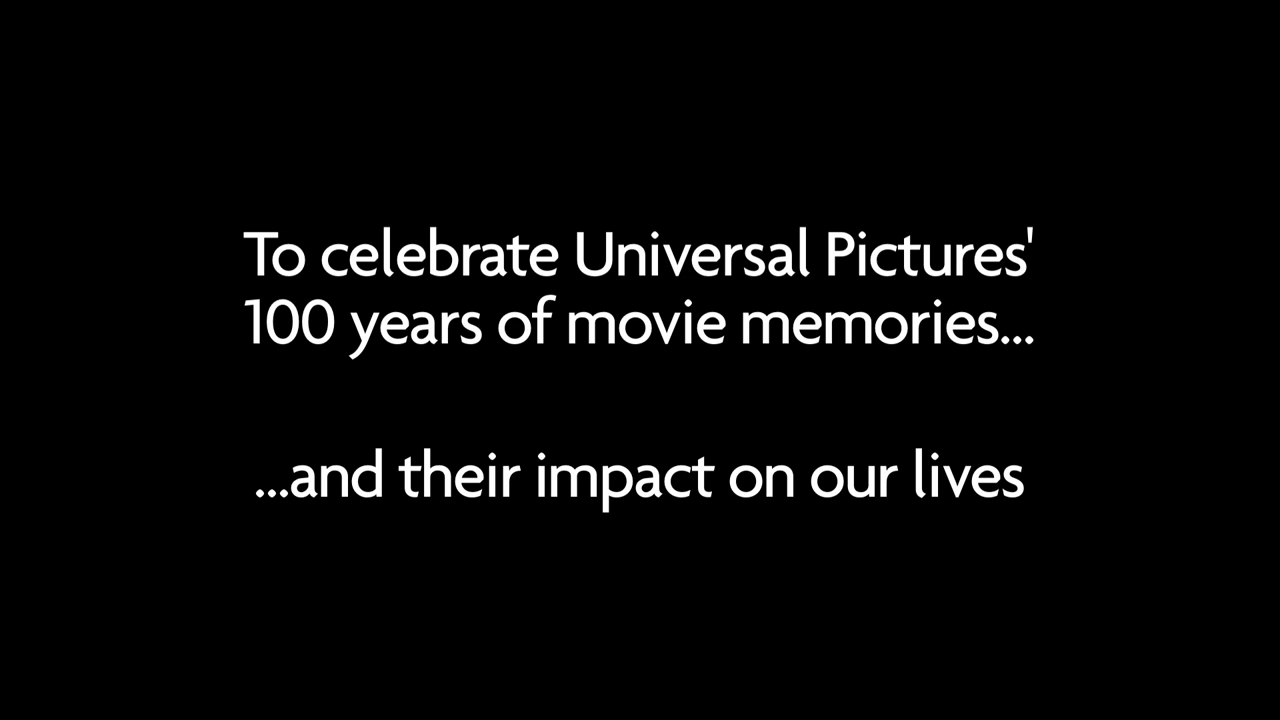 To celebrate Universal Pictures'
100 years of movie memories...
...and their impact on our lives